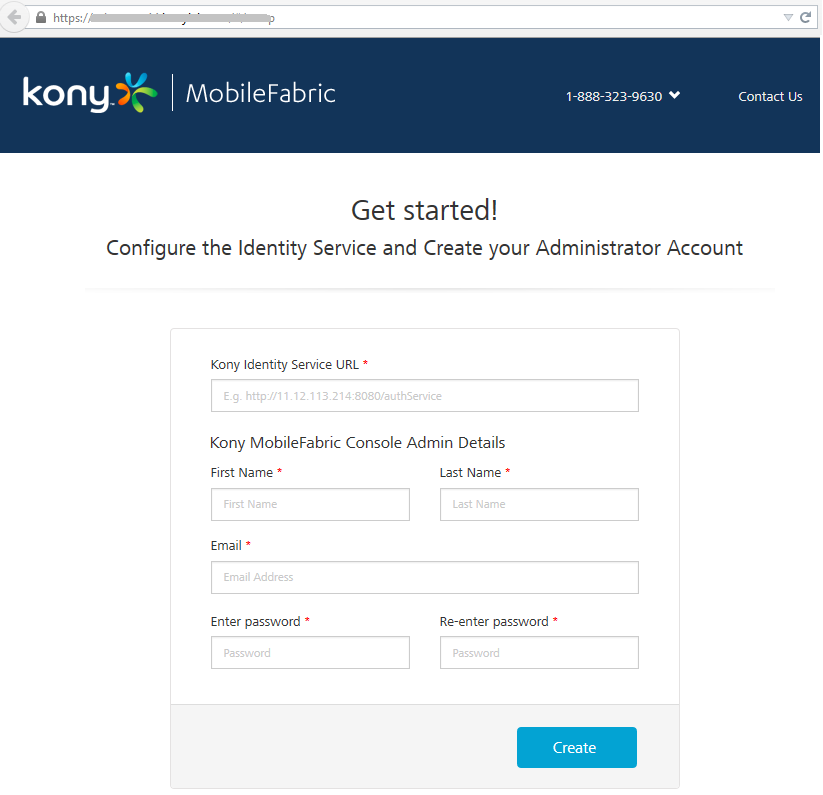 https://
kony MobileFabric
1-888-323-9630
Contact Us
Get started!
Configure the Identity Service and Create your Administrator Account
Kony Identity Service URL *
E.g. http://11.12.113.214:8080/authService
Kony MobileFabric Console Admin Details
First Name * Last Name *
First Name Last Name
Email *
Email Address
Enter password * Re-enter password *
Password Password
Create